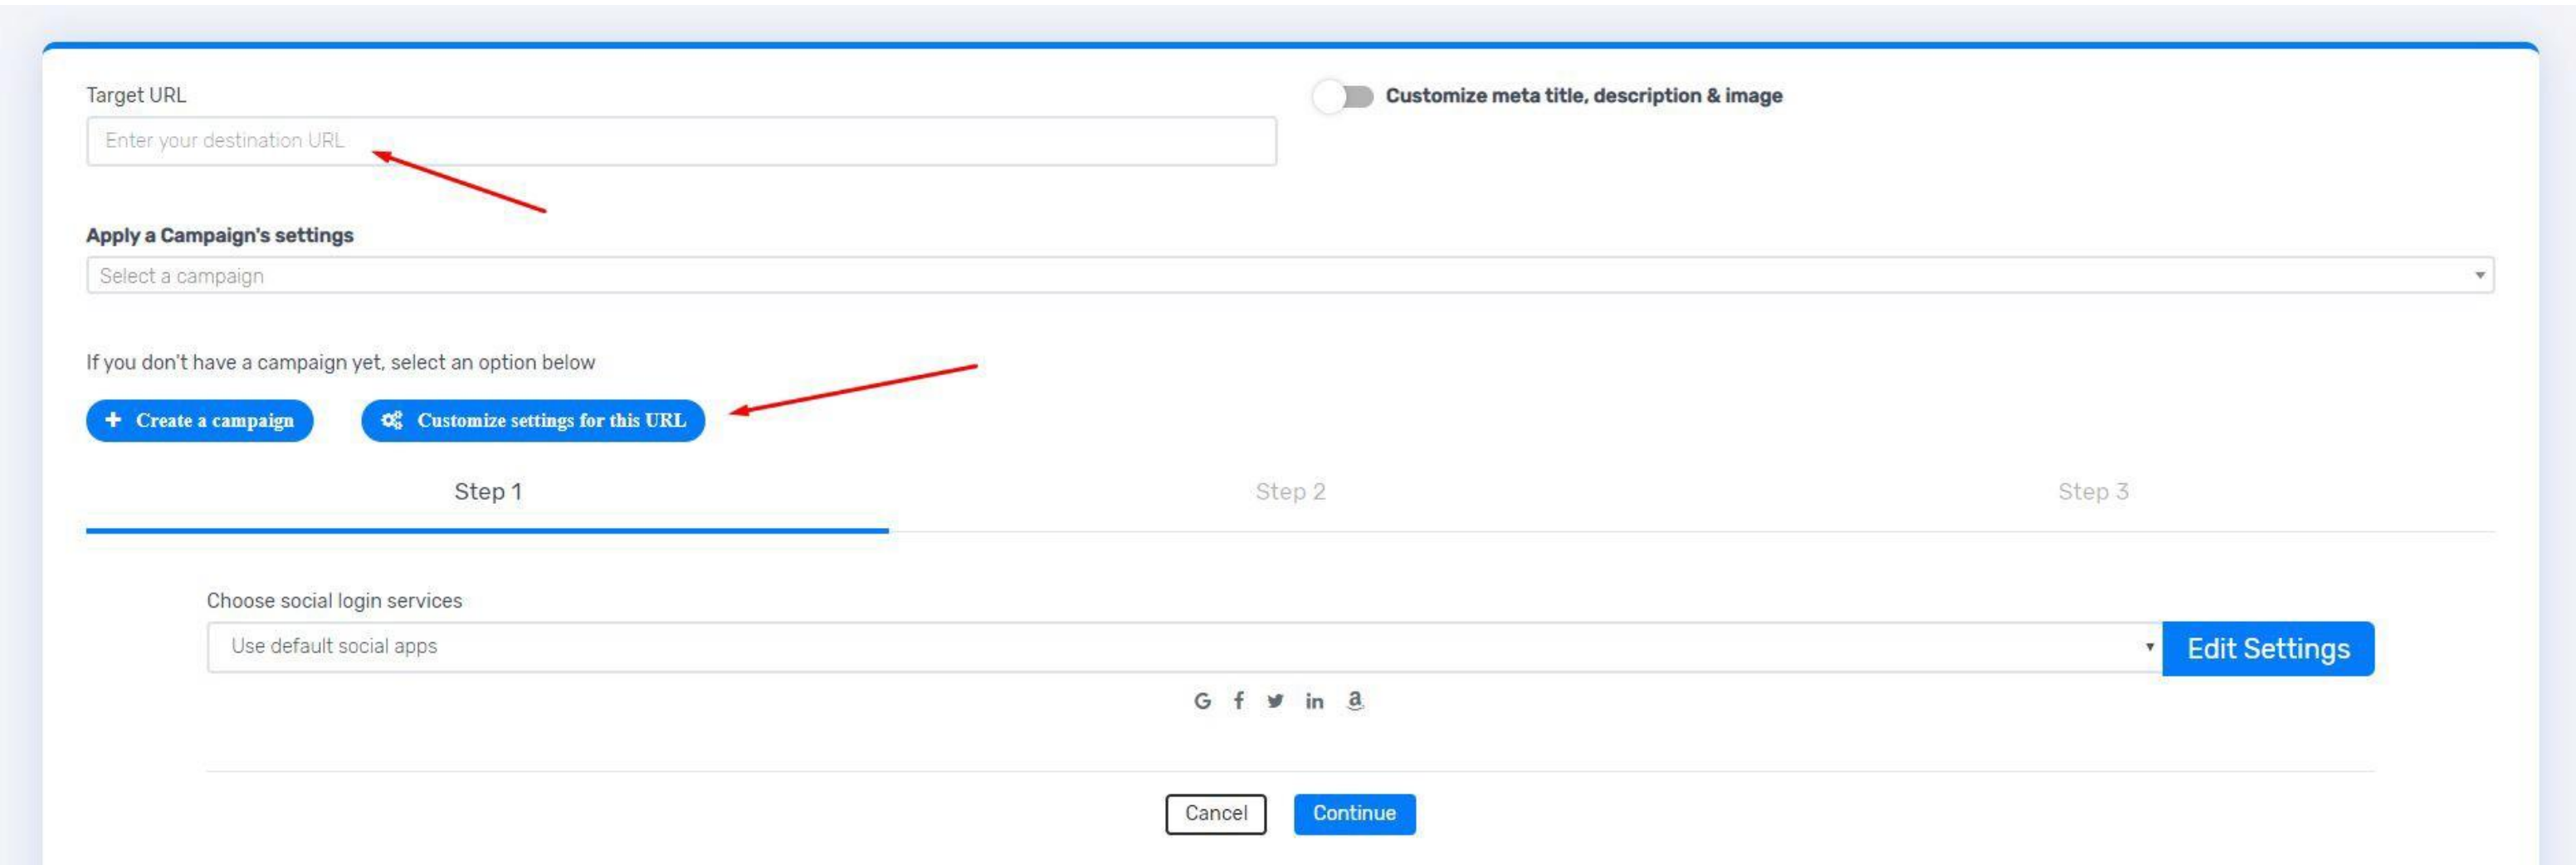 Target URL
Customize meta title, description & image
Enter your destination URL
Apply a Campaign's settings
Select a campaign
If you don't have a campaign yet, select an option below
Create a campaign
Customize settings for this URL
Step 1
Step 2
Step 3
Choose social login services
Use default social apps
Edit Settings
Cancel
Continue